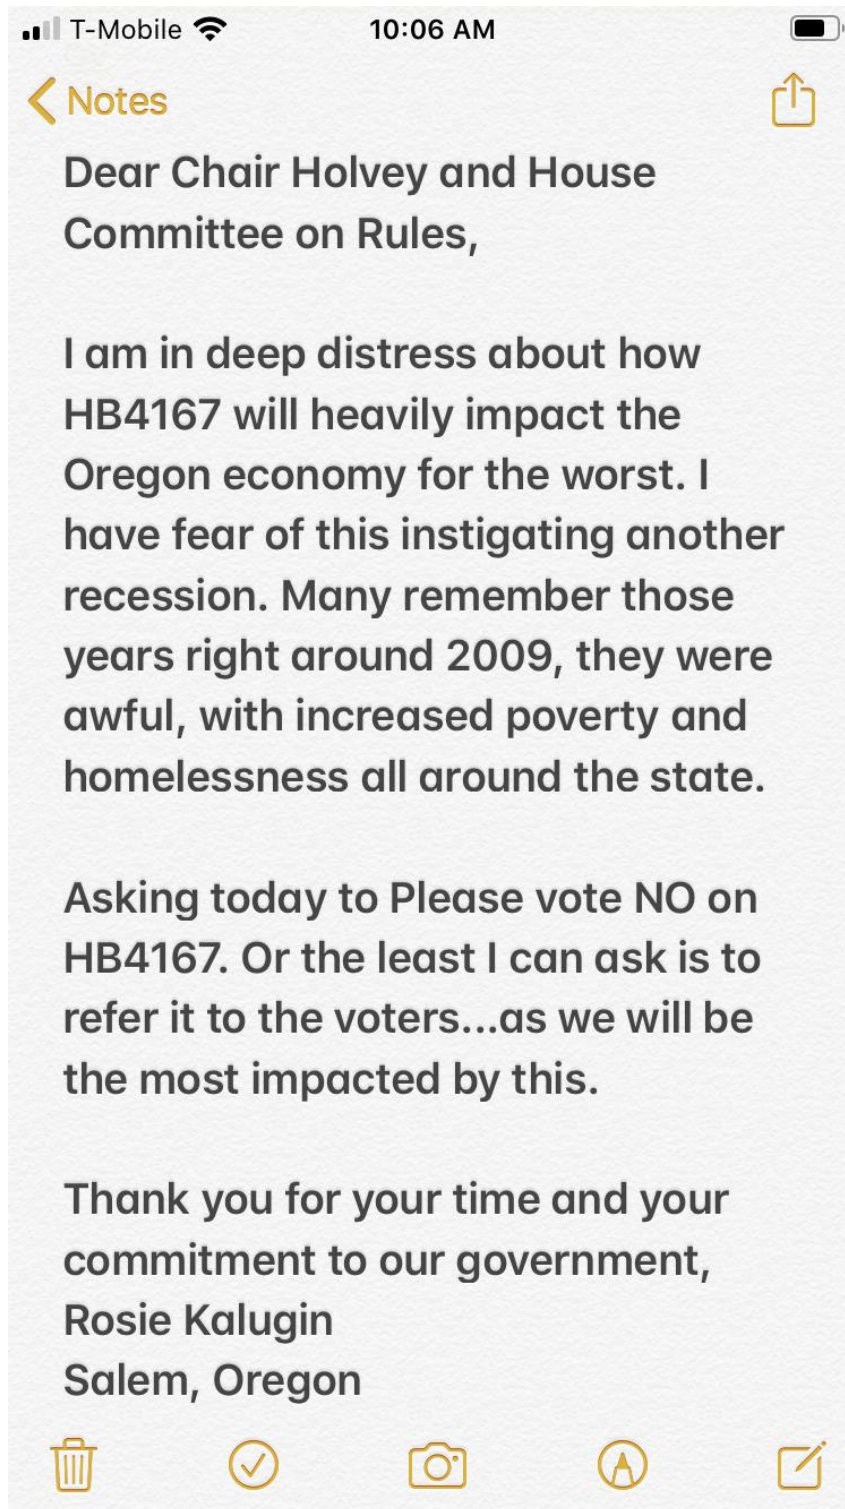 T-Mobile 10:06 AM
Notes
Dear Chair Holvey and House
Committee on Rules,
I am in deep distress about how
HB4167 will heavily impact the
Oregon economy for the worst. I
have fear of this instigating another
recession. Many remember those
years right around 2009, they were
awful, with increased poverty and
homelessness all around the state.
Asking today to Please vote NO on
HB4167. Or the least I can ask is to
refer it to the voters...as we will be
the most impacted by this.
Thank you for your time and your
commitment to our government,
Rosie Kalugin
Salem, Oregon